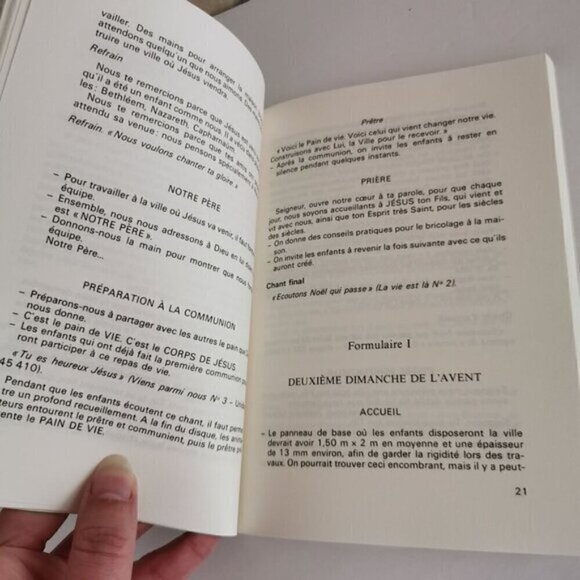 vailler. Des mains pour arranger la
attendons quelqu'un que nous aimons.
truire une ville où Jésus viendra
Refrain
Nous te remercions parce que Jésus est
qu'il a été un enfant comme nous. Il a vécu
les : Bethléem, Nazareth, Capharnaüm.
Nous te remercions parce que les
attendu sa venue : nous pensons spécialement
Refrain, « Nous voulons chanter ta gloire »
NOTRE PÈRE
– Pour travailler à la ville où Jésus va venir, il faut
équipe.
– Ensemble, nous nous adressons à Dieu en lui
est « NOTRE PÈRE ».
– Donnons-nous la main pour montrer que nous
équipe.
Notre Père...
PRÉPARATION À LA COMMUNION
– Préparons-nous à partager avec les autres le pain que
nous donne.
– C'est le pain de VIE. C'est le CORPS DE JÉSUS
– Les enfants qui ont déjà fait la première communion
ront participer à ce repas de vie.
« Tu es heureux Jésus » (Viens parmi nous N° 3 –
45 410).
Pendant que les enfants écoutent ce chant, il faut
tre un profond recueillement. A la fin du disque, les
teurs entourent le prêtre et communient, puis le prêtre
ente le PAIN DE VIE.
Prêtre
« Voici le Pain de vie. Voici celui qui vient changer notre vie.
Construisons avec Lui, la Ville pour le recevoir. »
– Après la communion, on invite les enfants à rester en
silence pendant quelques instants.
PRIÈRE
Seigneur, ouvre notre cœur à ta parole, pour que chaque
jour, nous soyons accueillants à JÉSUS ton Fils, qui vient et
vit avec nous, ainsi que ton Esprit très Saint, pour les siècles
des siècles.
– On donne des conseils pratiques pour le bricolage à la mai-
son.
– On invite les enfants à revenir la fois suivante avec ce qu'ils
auront créé.
Chant final
« Ecoutons Noël qui passe » (La vie est là N° 2).
Formulaire I
DEUXIÈME DIMANCHE DE L'AVENT
ACCUEIL
– Le panneau de base où les enfants disposeront la ville
devrait avoir 1,50 m x 2 m en moyenne et une épaisseur
de 13 mm environ, afin de garder la rigidité lors des tra-
vaux. On pourrait trouver ceci encombrant, mais il y a peut-
21